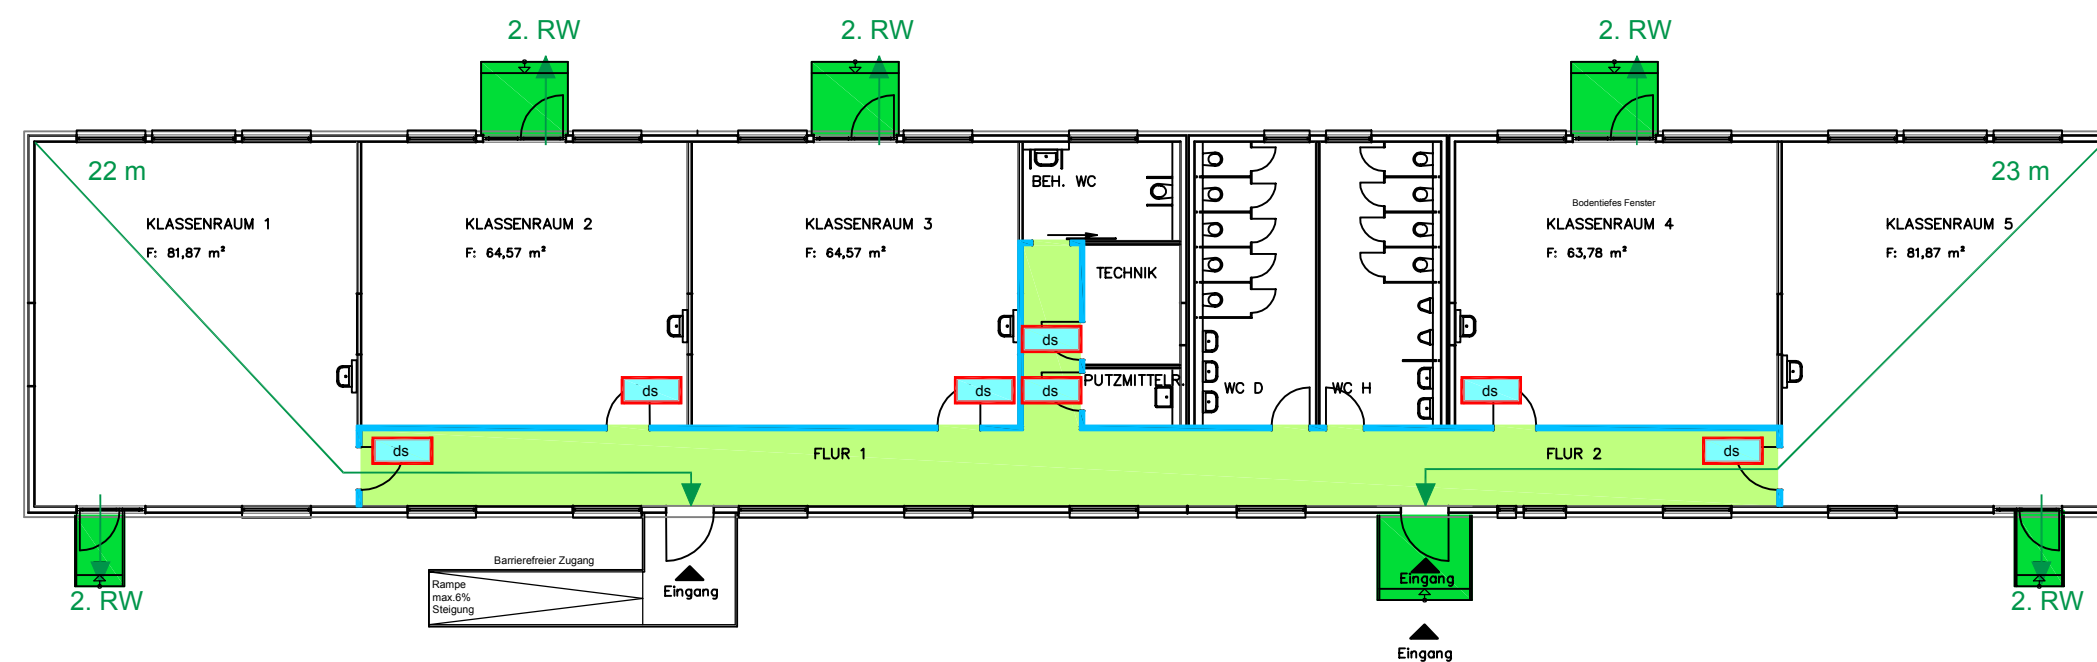 2. RW
2. RW
2. RW
22 m
23 m
BEH. WC
Bodentiefes Fenster
KLASSENRAUM 1
F: 81,87 m²
KLASSENRAUM 2
F: 64,57 m²
KLASSENRAUM 3
F: 64,57 m²
KLASSENRAUM 4
F: 63,78 m²
KLASSENRAUM 5
F: 81,87 m²
TECHNIK
ds
PUTZMITTELR.
WC D
WC H
ds
ds
ds
ds
ds
ds
FLUR 1
FLUR 2
Barrierefreier Zugang
Rampe
max.6%
Steigung
Eingang
Eingang
2. RW
2. RW
Eingang